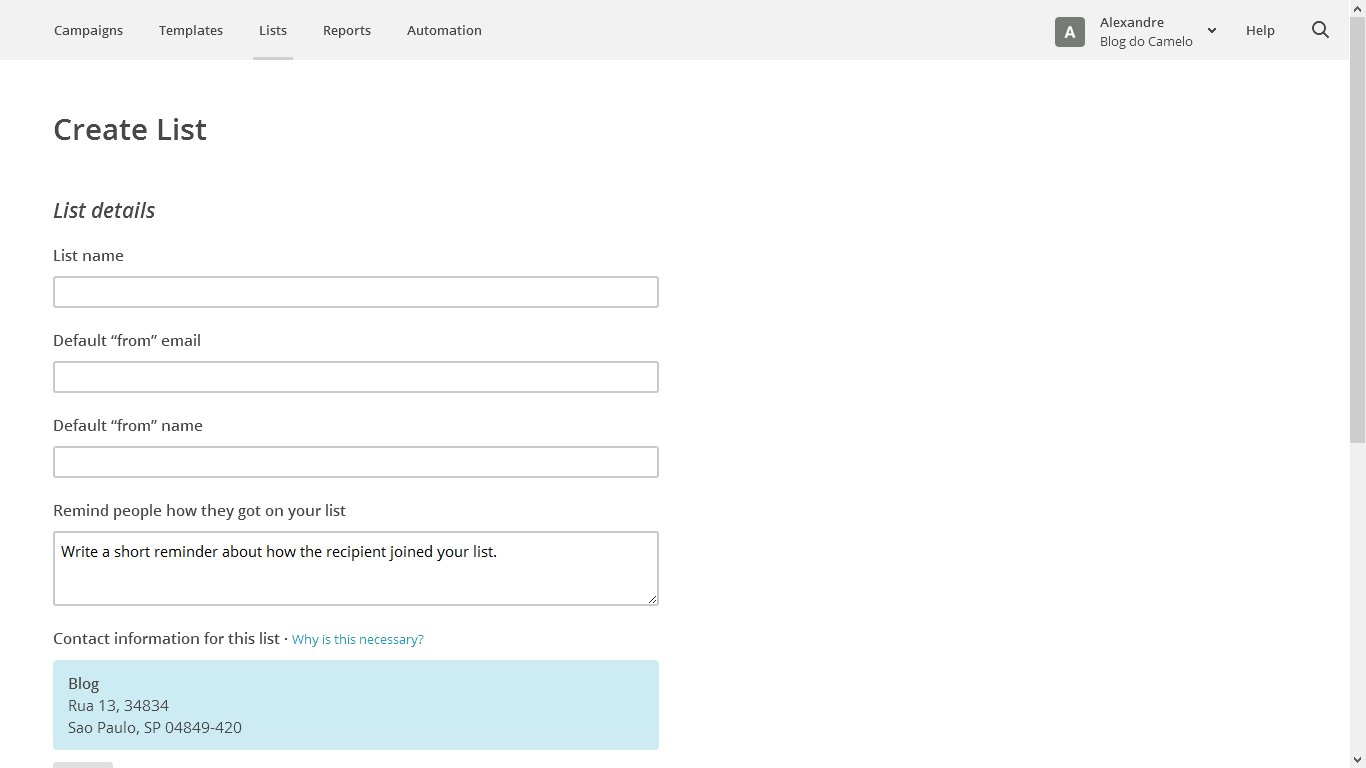 Campaigns Templates Lists Reports Automation
A Alexandre Help
Blog do Camelo
Create List
List details
List name
Default “from” email
Default “from” name
Remind people how they got on your list
Write a short reminder about how the recipient joined your list.
Contact information for this list · Why is this necessary?
Blog
Rua 13, 34834
Sao Paulo, SP 04849-420